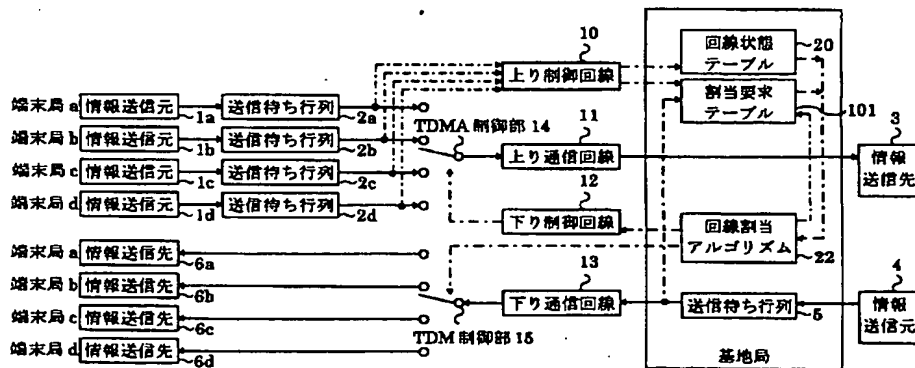 10
回線状態
テーブル
20
上り制御回線
割当要求
テーブル
101
端末局 a 情報送信元 1a 送信待ち行列 2a
端末局 b 情報送信元 1b 送信待ち行列 2b
端末局 c 情報送信元 1c 送信待ち行列 2c
端末局 d 情報送信元 1d 送信待ち行列 2d
TDMA 制御部 14
11
上り通信回線
3
情報
送信先
12
下り制御回線
回線割当
アルゴリズム
22
端末局 a 情報送信先 6a
端末局 b 情報送信先 6b
端末局 c 情報送信先 6c
端末局 d 情報送信先 6d
13
下り通信回線
TDM 制御部 15
送信待ち行列
5
4
情報
送信元
基地局